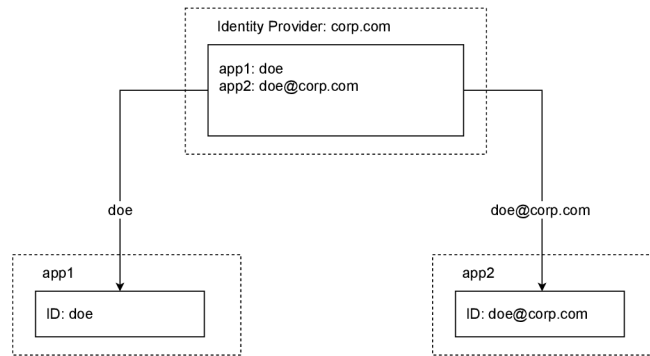 Identity Provider: corp.com
app1: doe
app2: doe@corp.com
doe
doe@corp.com
app1
app2
ID: doe
ID: doe@corp.com